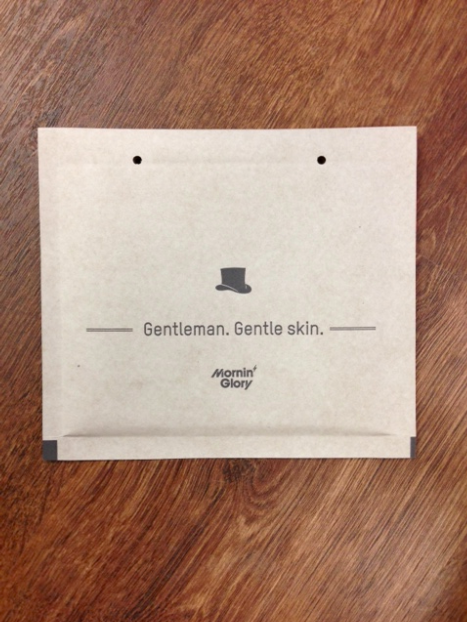 Gentleman. Gentle skin.
Mornin'
Glory